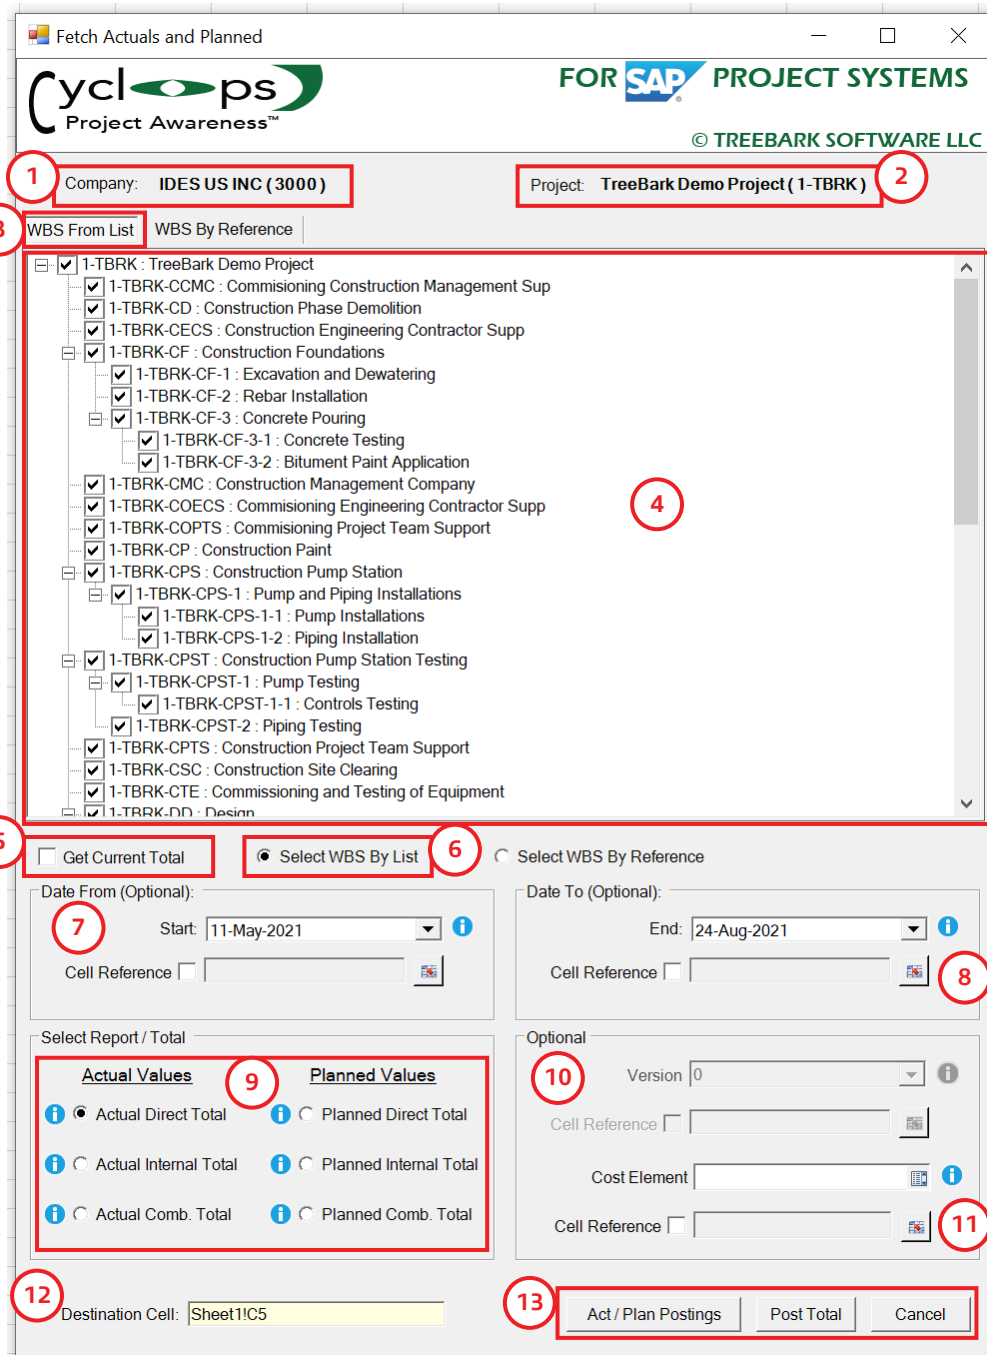 Fetch Actuals and Planned
Cycloops
Project Awareness™
FOR SAP® PROJECT SYSTEMS
© TREEBARK SOFTWARE LLC
1
Company: IDES US INC ( 3000 )
Project: TreeBark Demo Project ( 1-TBRK )
2
3
WBS From List
WBS By Reference
1-TBRK : TreeBark Demo Project
1-TBRK-CCMC : Commisioning Construction Management Sup
1-TBRK-CD : Construction Phase Demolition
1-TBRK-CECS : Construction Engineering Contractor Supp
1-TBRK-CF : Construction Foundations
1-TBRK-CF-1 : Excavation and Dewatering
1-TBRK-CF-2 : Rebar Installation
1-TBRK-CF-3 : Concrete Pouring
1-TBRK-CF-3-1 : Concrete Testing
1-TBRK-CF-3-2 : Bitument Paint Application
1-TBRK-CMC : Construction Management Company
1-TBRK-COECS : Commisioning Engineering Contractor Supp
4
1-TBRK-COPTS : Commisioning Project Team Support
1-TBRK-CP : Construction Paint
1-TBRK-CPS : Construction Pump Station
1-TBRK-CPS-1 : Pump and Piping Installations
1-TBRK-CPS-1-1 : Pump Installations
1-TBRK-CPS-1-2 : Piping Installation
1-TBRK-CPST : Construction Pump Station Testing
1-TBRK-CPST-1 : Pump Testing
1-TBRK-CPST-1-1 : Controls Testing
1-TBRK-CPST-2 : Piping Testing
1-TBRK-CPTS : Construction Project Team Support
1-TBRK-CSC : Construction Site Clearing
1-TBRK-CTE : Commissioning and Testing of Equipment
1-TBRK-DD : Design
5
Get Current Total
Select WBS By List
6
Select WBS By Reference
Date From (Optional):
7
Start: 11-May-2021
Cell Reference
Date To (Optional):
End: 24-Aug-2021
Cell Reference
8
Select Report / Total
Actual Values
9
Planned Values
Actual Direct Total
Planned Direct Total
Actual Internal Total
Planned Internal Total
Actual Comb. Total
Planned Comb. Total
Optional
10
Version 0
Cell Reference
Cost Element
Cell Reference
11
12
Destination Cell: Sheet1!C5
13
Act / Plan Postings
Post Total
Cancel